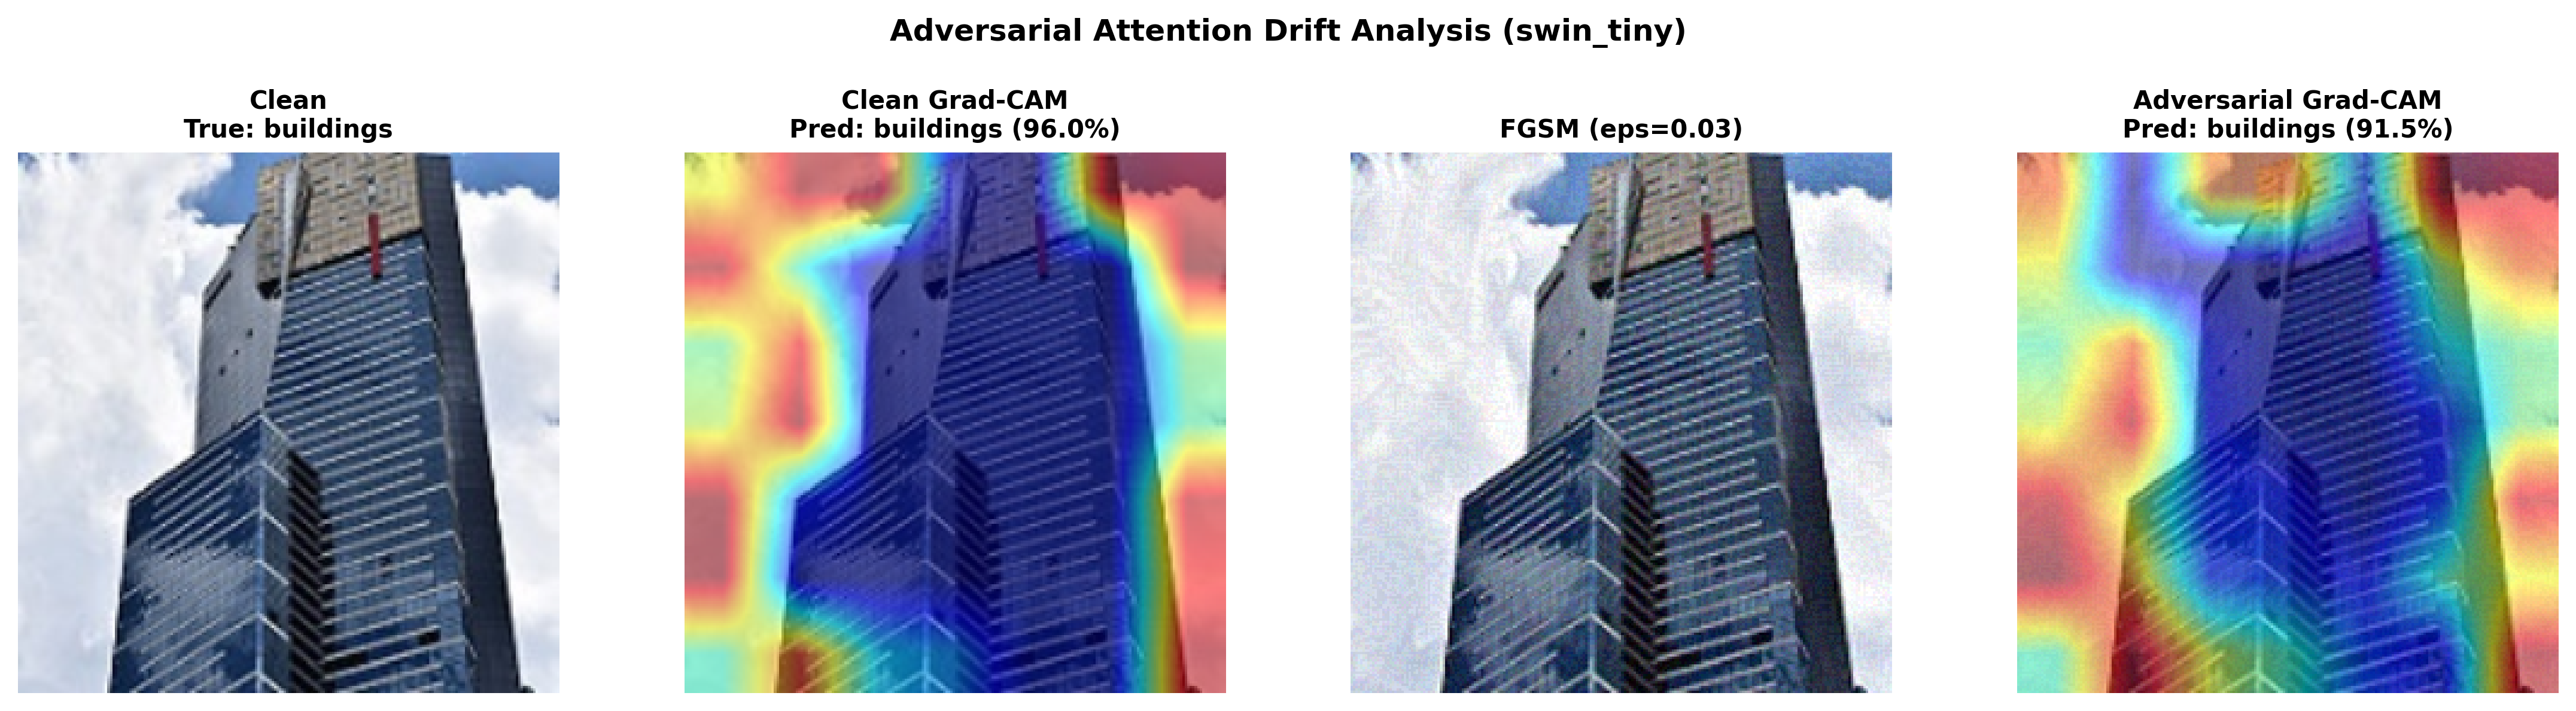 Adversarial Attention Drift Analysis (swin_tiny)
Clean
True: buildings
Clean Grad-CAM
Pred: buildings (96.0%)
FGSM (eps=0.03)
Adversarial Grad-CAM
Pred: buildings (91.5%)